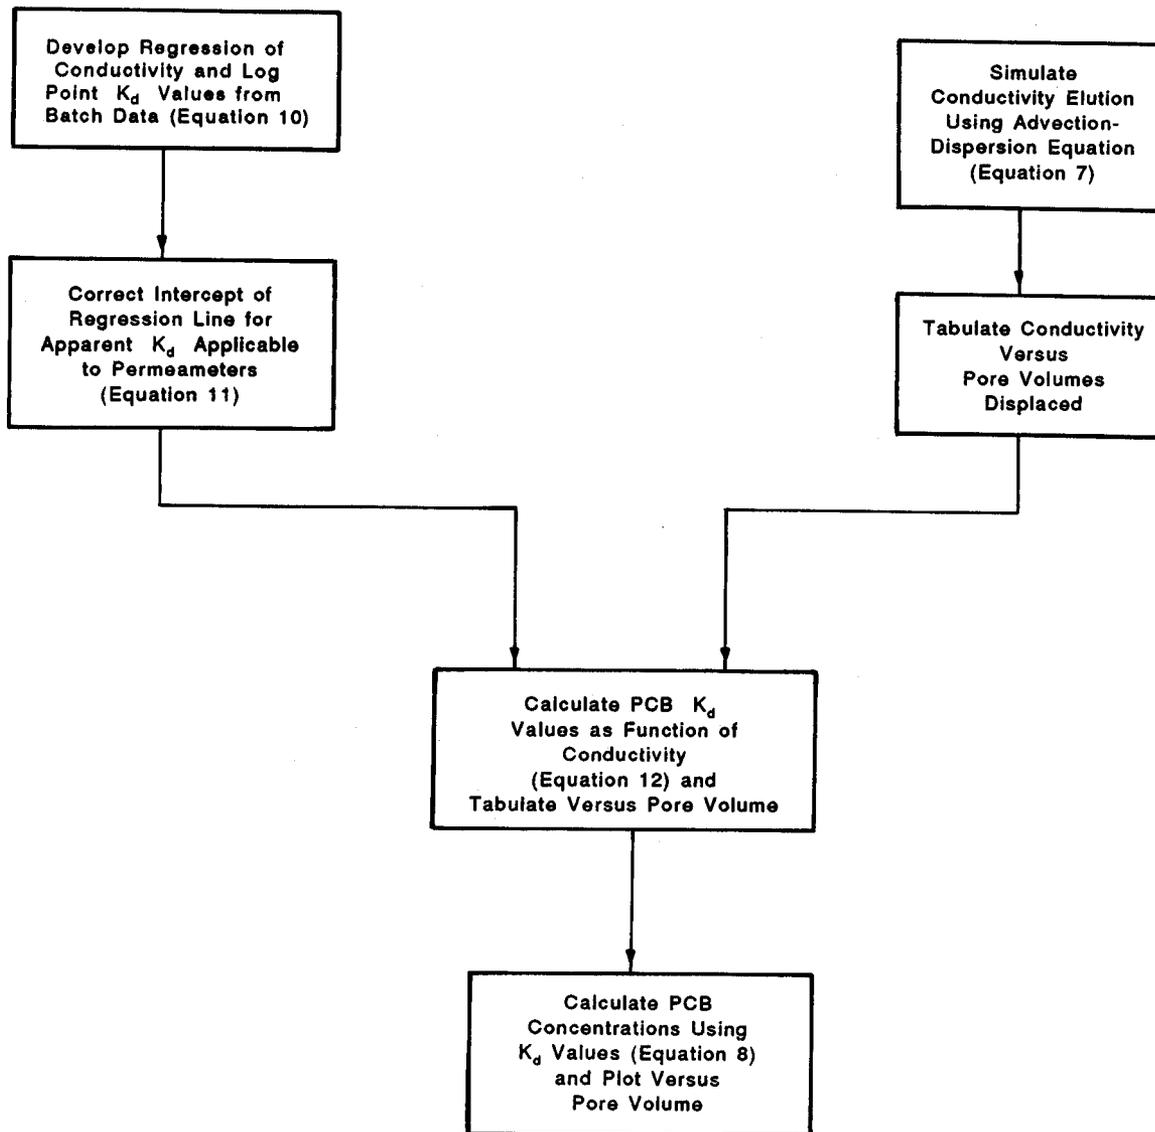 Develop Regression of
Conductivity and Log
Point K_d Values from
Batch Data (Equation 10)
Simulate
Conductivity Elution
Using Advection-
Dispersion Equation
(Equation 7)
Correct Intercept of
Regression Line for
Apparent K_d Applicable
to Permeameters
(Equation 11)
Tabulate Conductivity
Versus
Pore Volumes
Displaced
Calculate PCB K_d
Values as Function of
Conductivity
(Equation 12) and
Tabulate Versus Pore Volume
Calculate PCB
Concentrations Using
K_d Values (Equation 8)
and Plot Versus
Pore Volume